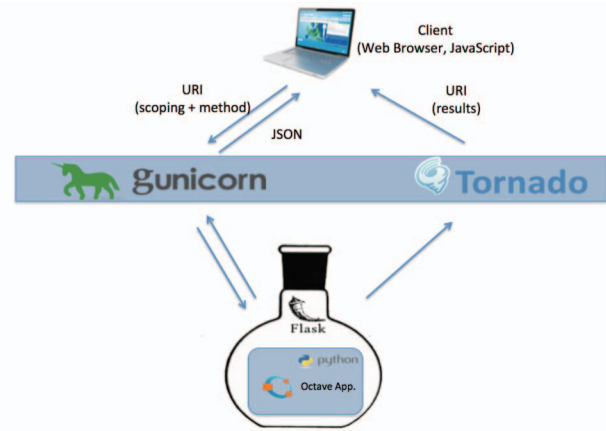 Client
(Web Browser, JavaScript)
URI
(scoping + method)
URI
(results)
JSON
gunicorn
Tornado
Flask
python
Octave App.